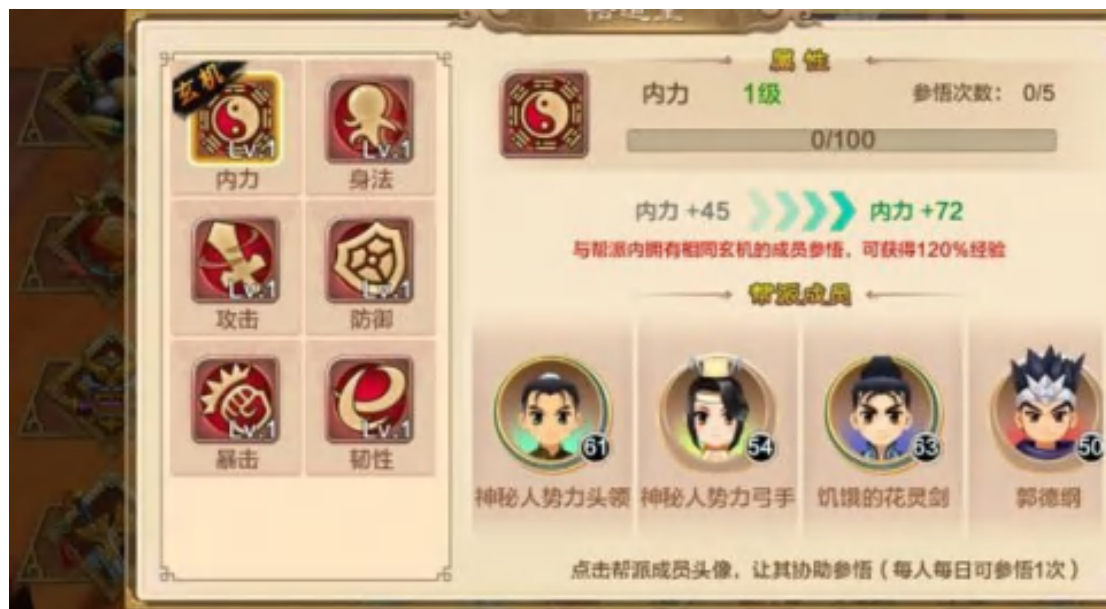 玄机
Lv.1
内力
Lv.1
身法
Lv.1
攻击
Lv.1
防御
Lv.1
暴击
Lv.1
韧性
属性
内力 1级 参悟次数： 0/5
0/100
内力 +45 内力 +72
与帮派内拥有相同玄机的成员参悟，可获得120%经验
帮派成员
61
神秘人势力头领
54
神秘人势力弓手
63
饥饿的花灵剑
50
郭德纲
点击帮派成员头像，让其协助参悟（每人每日可参悟1次）